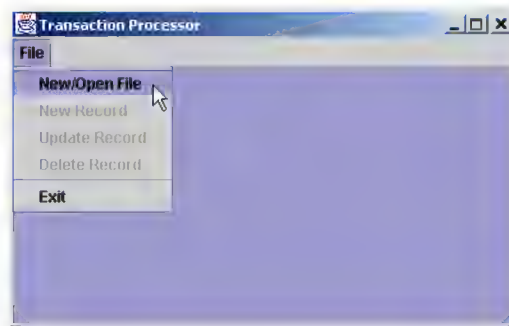 Transaction Processor
File
New/Open File
New Record
Update Record
Delete Record
Exit